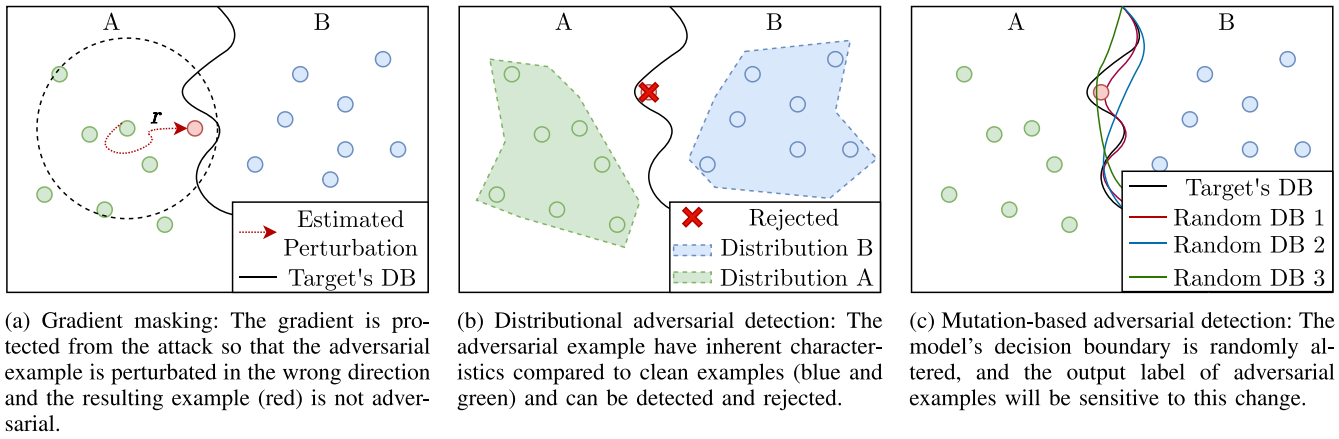 A
B
r
Estimated
Perturbation
Target's DB
(a) Gradient masking: The gradient is pro-
tected from the attack so that the adversarial
example is perturbated in the wrong direction
and the resulting example (red) is not adver-
sarial.
A
B
Rejected
Distribution B
Distribution A
(b) Distributional adversarial detection: The
adversarial example have inherent character-
istics compared to clean examples (blue and
green) and can be detected and rejected.
A
B
Target's DB
Random DB 1
Random DB 2
Random DB 3
(c) Mutation-based adversarial detection: The
model's decision boundary is randomly al-
tered, and the output label of adversarial
examples will be sensitive to this change.